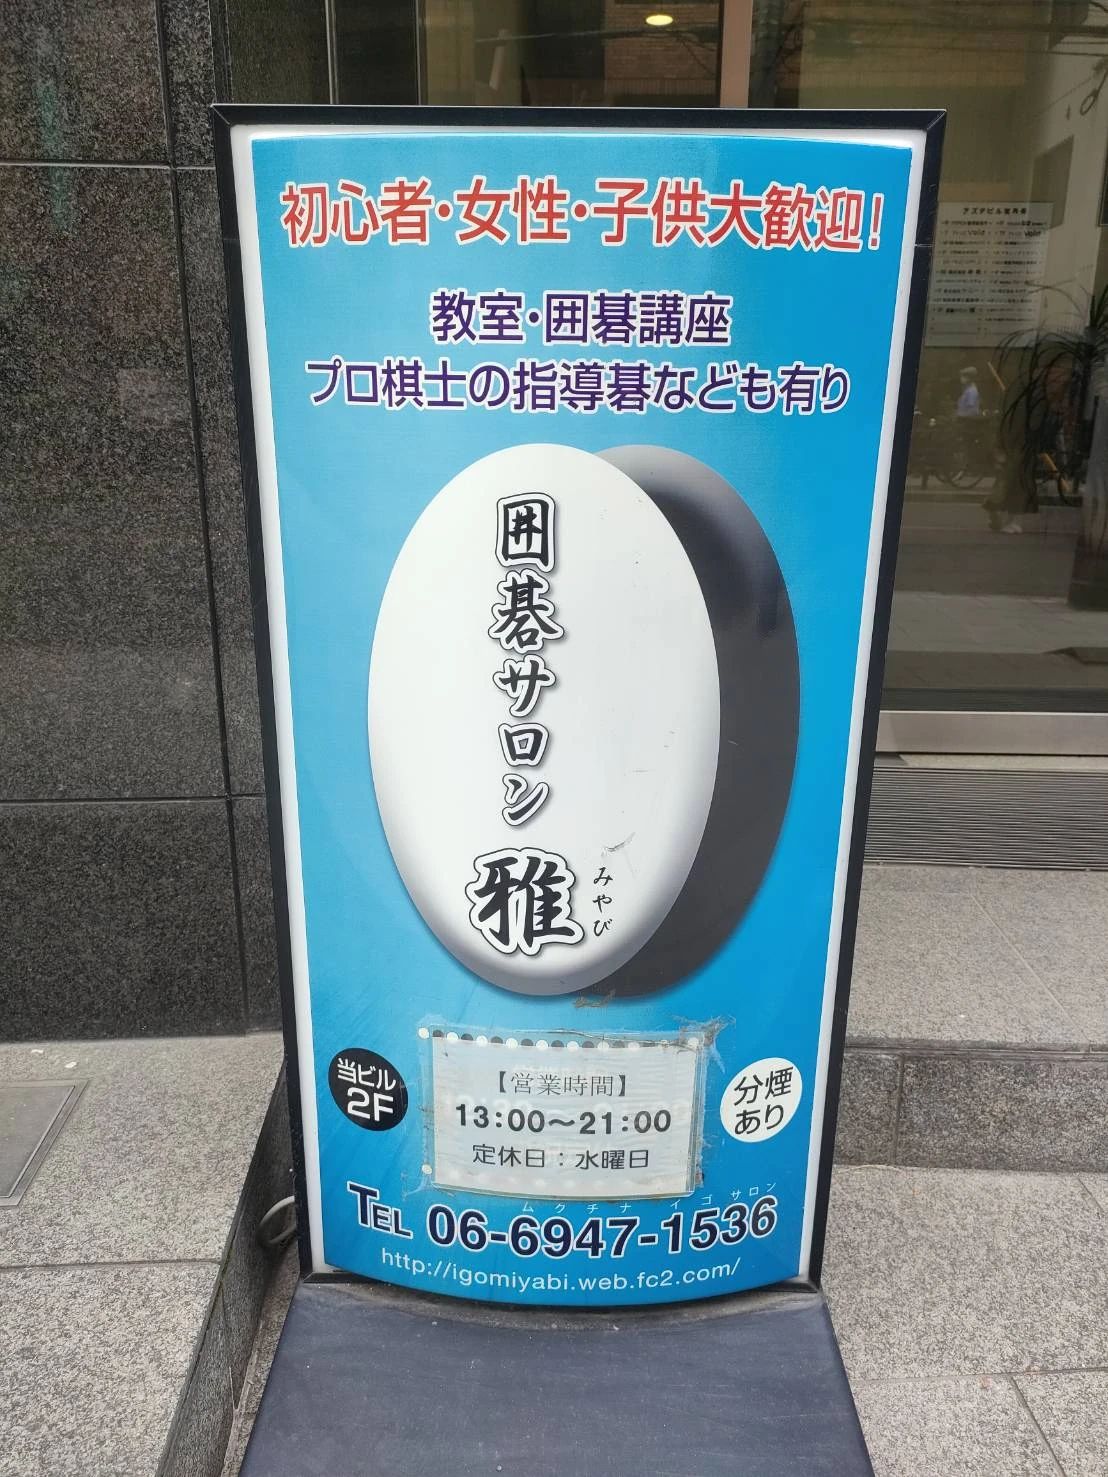 初心者・女性・子供大歓迎!
教室・囲碁講座
プロ棋士の指導碁なども有り
囲碁サロン
雅
みやび
当ビル
2F
【営業時間】
13:00～21:00
定休日：水曜日
分煙
あり
ムクチナ イゴサロン
TEL 06-6947-1536
http://igomiyabi.web.fc2.com/